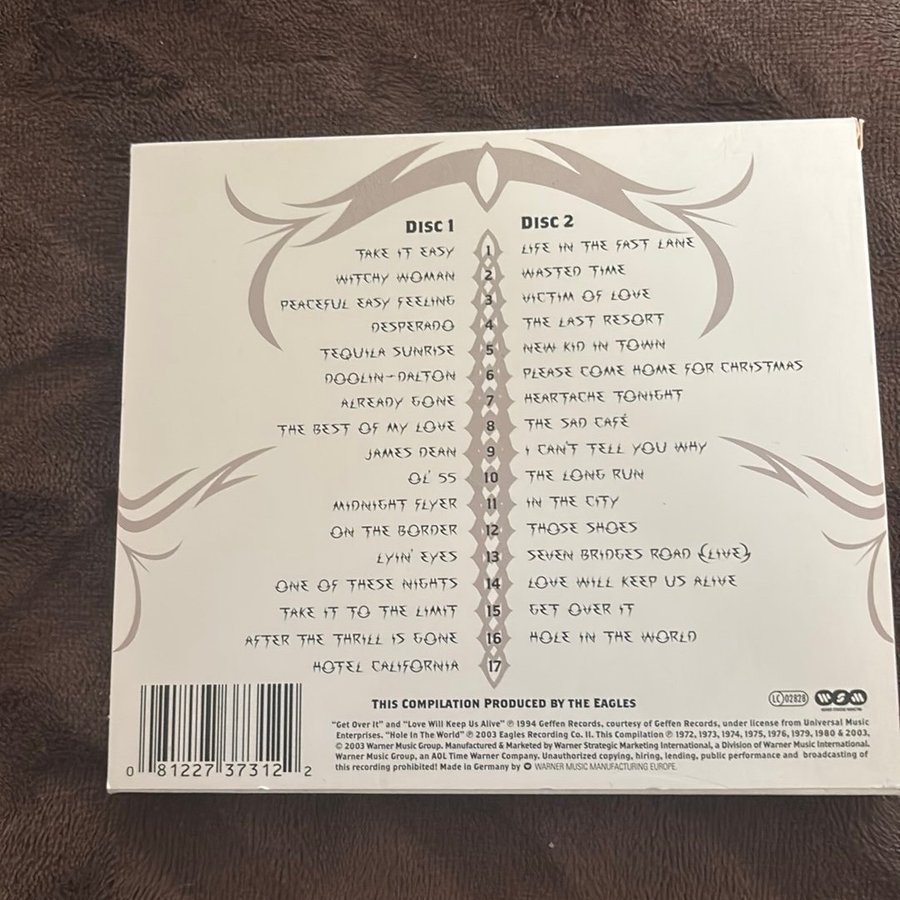 DISC 1
TAKE IT EASY 1
WITCHY WOMAN 2
PEACEFUL EASY FEELING 3
DESPERADO 4
TEQUILA SUNRISE 5
DOOLIN-DALTON 6
ALREADY GONE 7
THE BEST OF MY LOVE 8
JAMES DEAN 9
OL' 55 10
MIDNIGHT FLYER 11
ON THE BORDER 12
LYIN' EYES 13
ONE OF THESE NIGHTS 14
TAKE IT TO THE LIMIT 15
AFTER THE THRILL IS GONE 16
HOTEL CALIFORNIA 17
DISC 2
LIFE IN THE FAST LANE
WASTED TIME
VICTIM OF LOVE
THE LAST RESORT
NEW KID IN TOWN
PLEASE COME HOME FOR CHRISTMAS
HEARTACHE TONIGHT
THE SAD CAFÉ
I CAN'T TELL YOU WHY
THE LONG RUN
IN THE CITY
THOSE SHOES
SEVEN BRIDGES ROAD (LIVE)
LOVE WILL KEEP US ALIVE
GET OVER IT
HOLE IN THE WORLD
THIS COMPILATION PRODUCED BY THE EAGLES
LC 02828
WSM
"Get Over It" and "Love Will Keep Us Alive" ℗ 1994 Geffen Records, courtesy of Geffen Records, under license from Universal Music
Enterprises. "Hole In The World" ℗ 2003 Eagles Recording Co. II. This Compilation ℗ 1972, 1973, 1974, 1975, 1976, 1979, 1980 & 2003,
© 2003 Warner Music Group. Manufactured & Marketed by Warner Strategic Marketing International, a Division of Warner Music International.
Warner Music Group, an AOL Time Warner Company. Unauthorized copying, hiring, lending, public performance and broadcasting of
this recording prohibited! Made in Germany by WARNER MUSIC MANUFACTURING EUROPE.
0 81227 37312 2